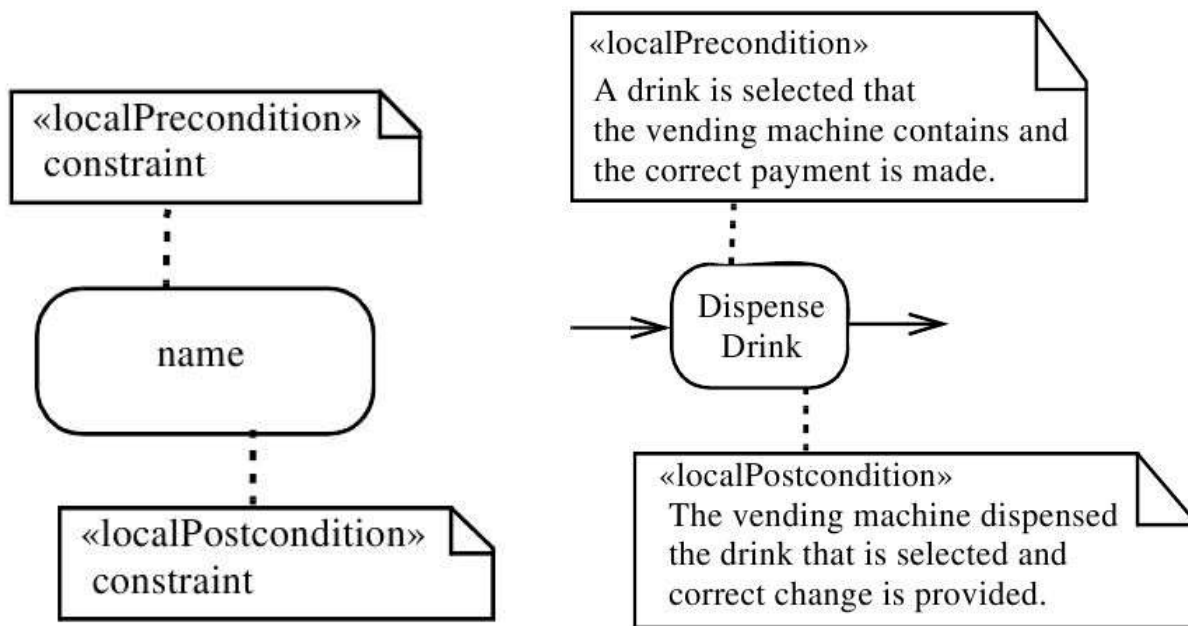 «localPrecondition»
constraint
name
«localPostcondition»
constraint
«localPrecondition»
A drink is selected that
the vending machine contains and
the correct payment is made.
Dispense
Drink
«localPostcondition»
The vending machine dispensed
the drink that is selected and
correct change is provided.